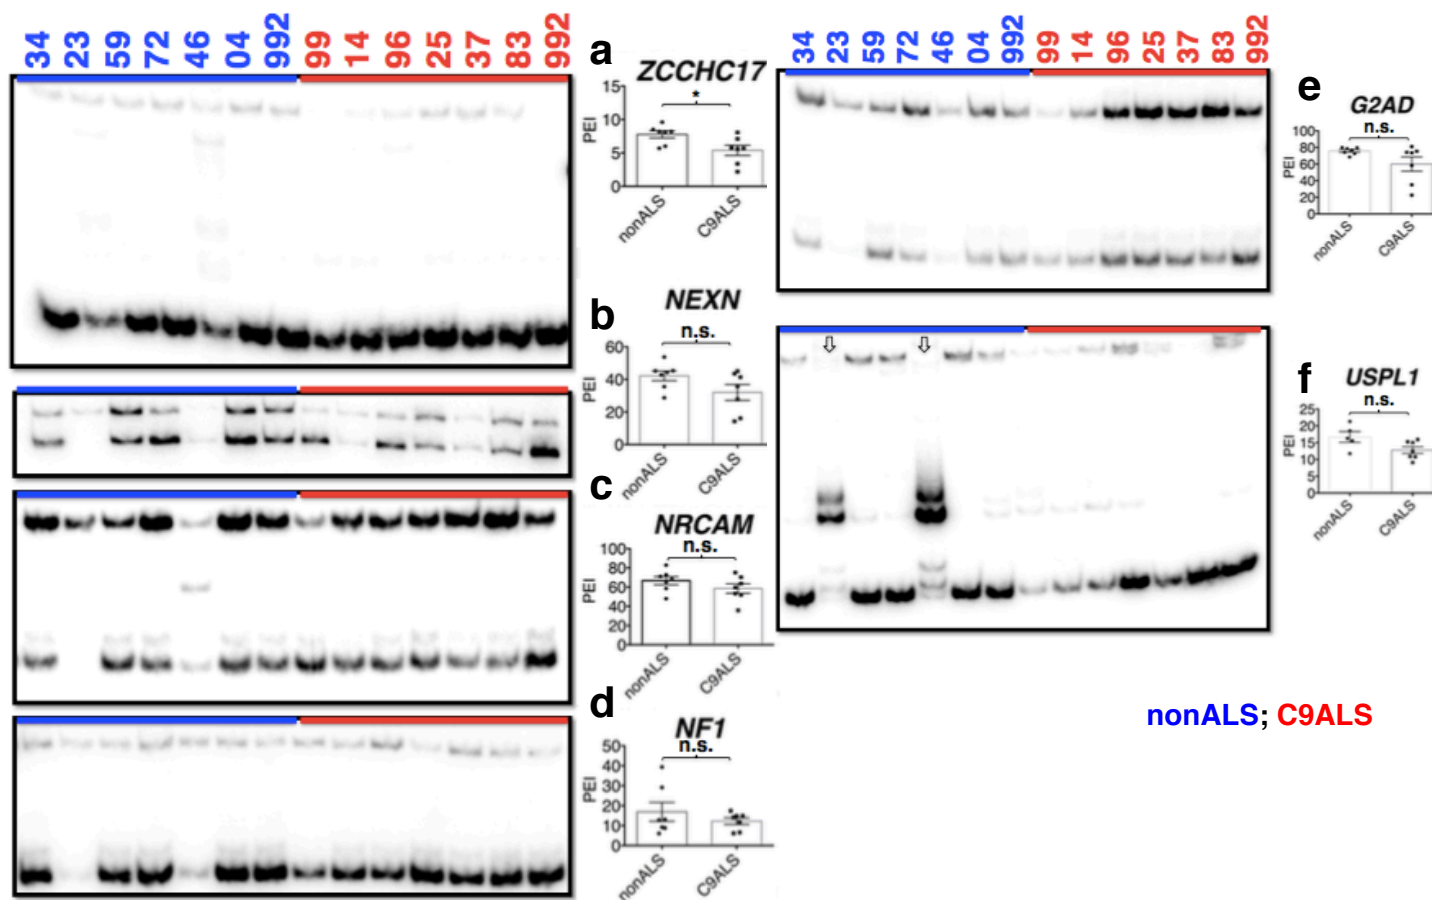 34 23 59 72 46 04 992 99 14 96 25 37 83 992
a
ZCCHC17
*
15
10
5
0
PEI
nonALS C9ALS
b
NEXN
n.s.
60
40
20
0
PEI
nonALS C9ALS
c
NRCAM
n.s.
100
80
60
40
20
0
PEI
nonALS C9ALS
d
NF1
n.s.
50
40
30
20
10
0
PEI
nonALS C9ALS
34 23 59 72 46 04 992 99 14 96 25 37 83 992
e
G2AD
n.s.
100
80
60
40
20
0
PEI
nonALS C9ALS
f
USPL1
n.s.
25
20
15
10
5
0
PEI
nonALS C9ALS
nonALS; C9ALS